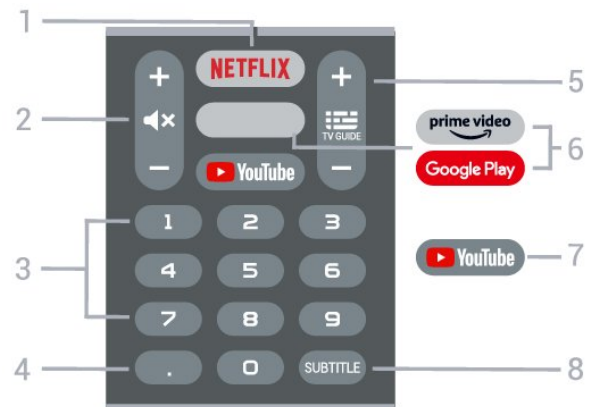 1
NETFLIX
+ +
2
5
TV GUIDE
prime video
6
- -
Google Play
YouTube
1 2 3
3
4 5 6
YouTube
7
7 8 9
4
. 0 SUBTITLE
8